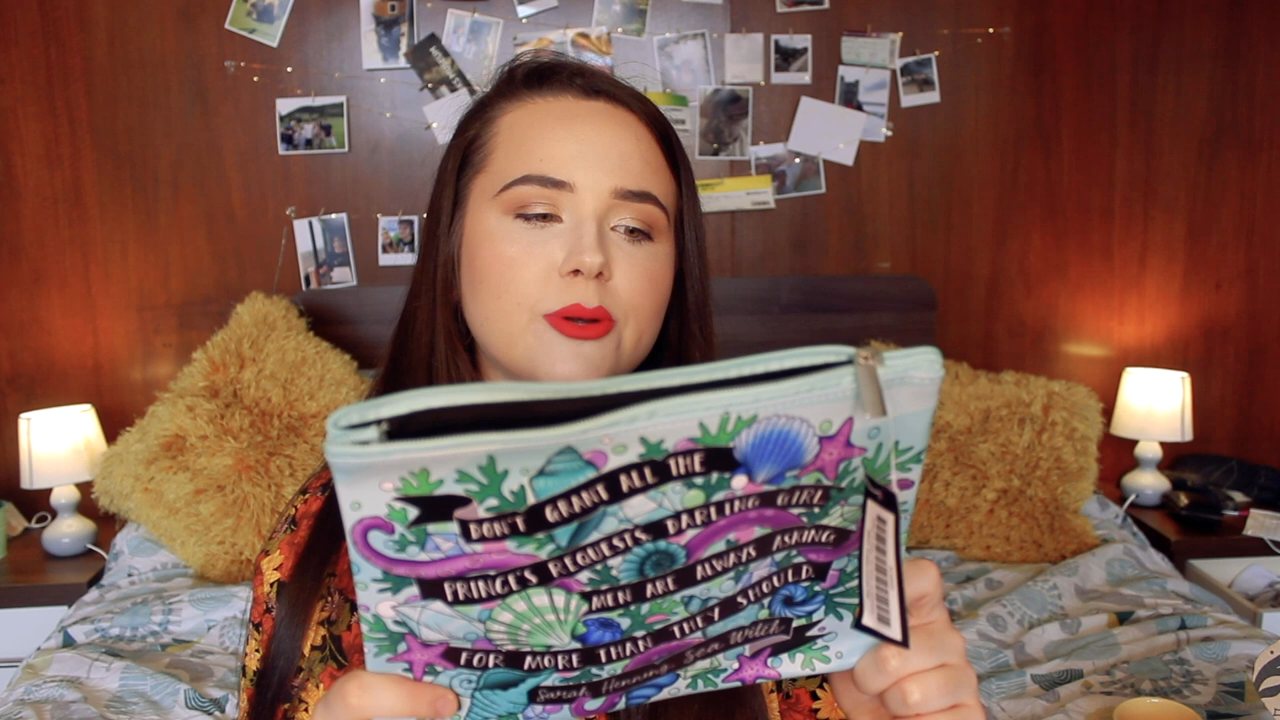 DON'T GRANT ALL THE
PRINCE'S REQUESTS, DARLING GIRL
MEN ARE ALWAYS ASKING
FOR MORE THAN THEY SHOULD.
Sarah Henning, Sea Witch